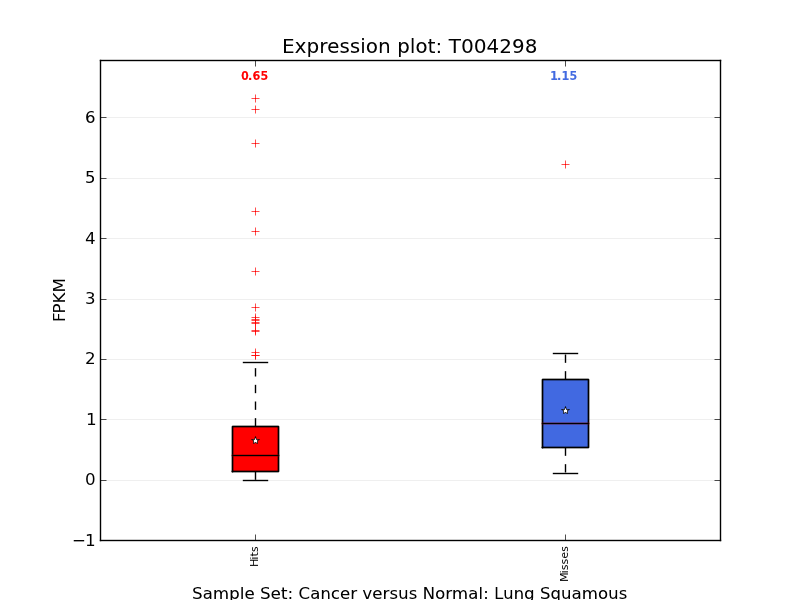 Expression plot: T004298
0.65
1.15
6
5
4
3
2
1
0
−1
FPKM
Hits
Misses
Sample Set: Cancer versus Normal: Lung Squamous